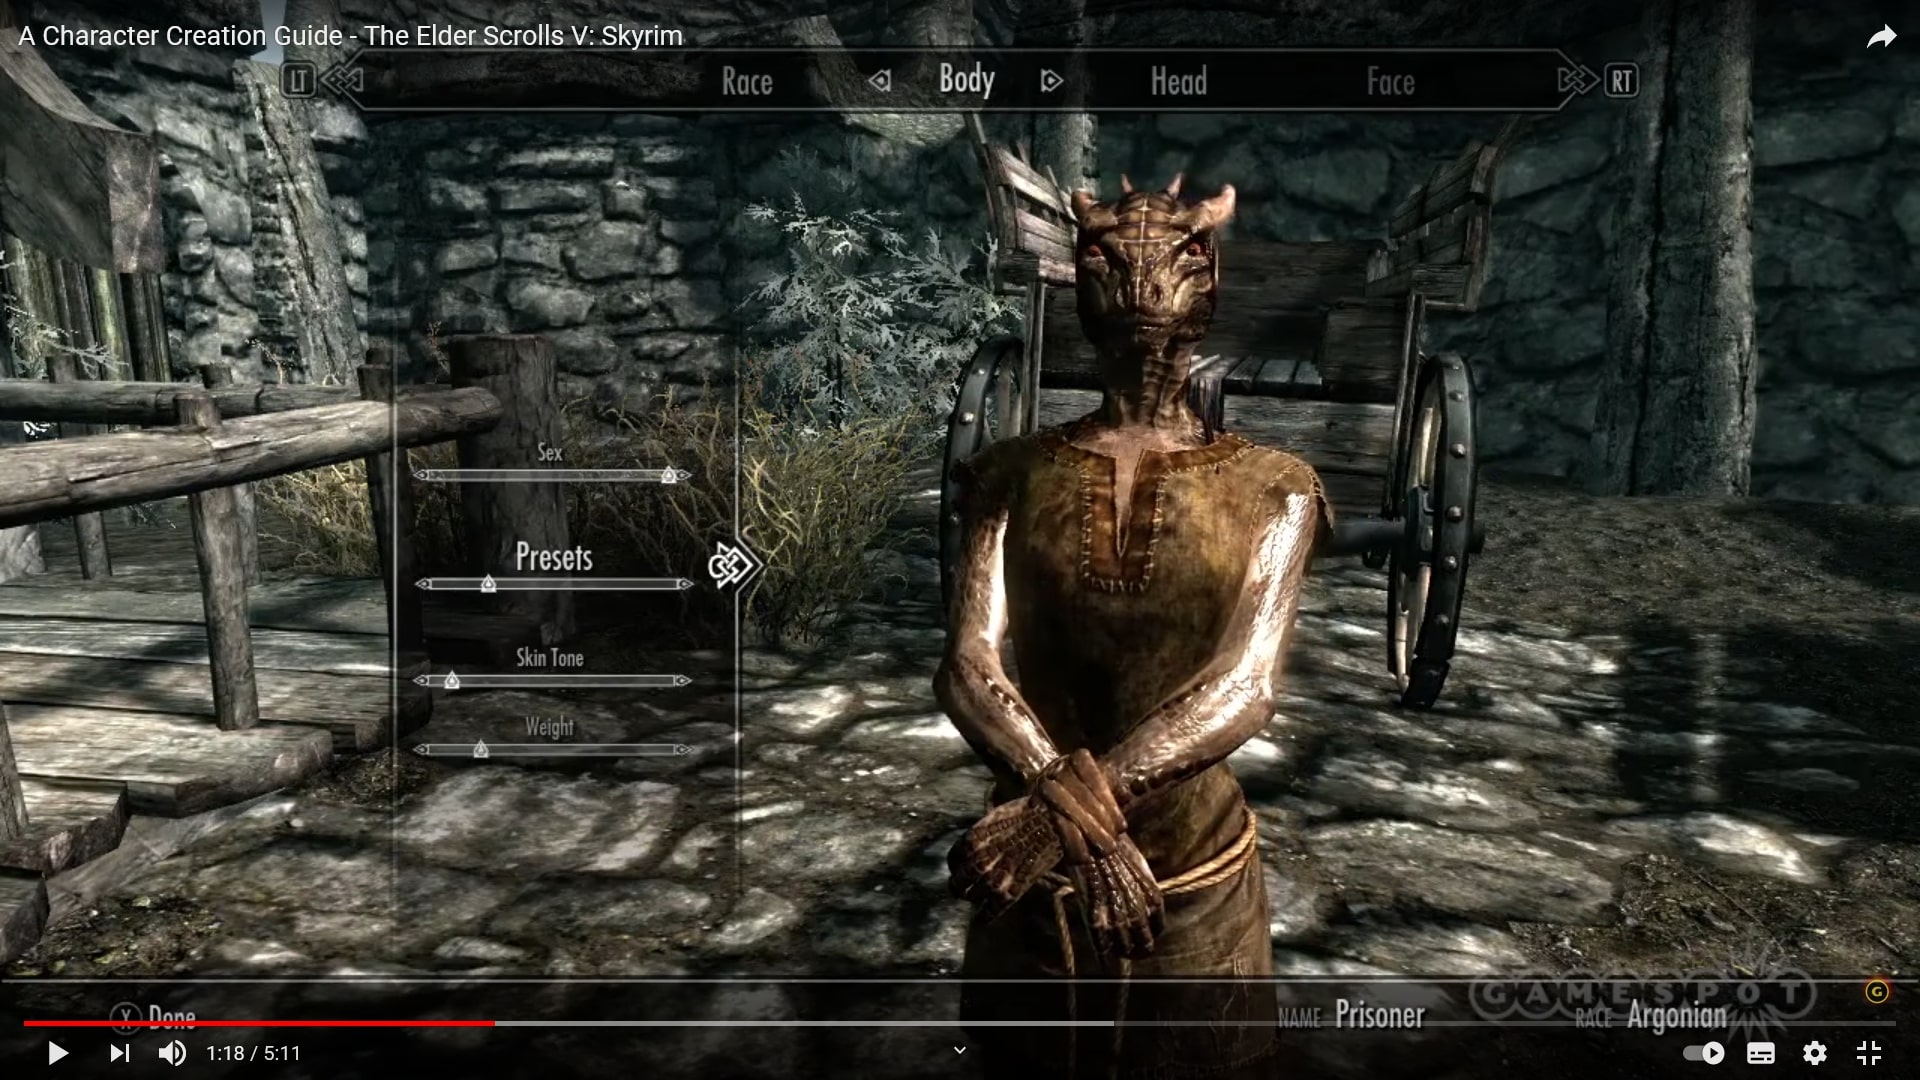 A Character Creation Guide - The Elder Scrolls V: Skyrim
LT Race Body Head Face RT
Sex
Presets
Skin Tone
Weight
GAMESPOT
G
X Done
NAME Prisoner RACE Argonian
1:18 / 5:11